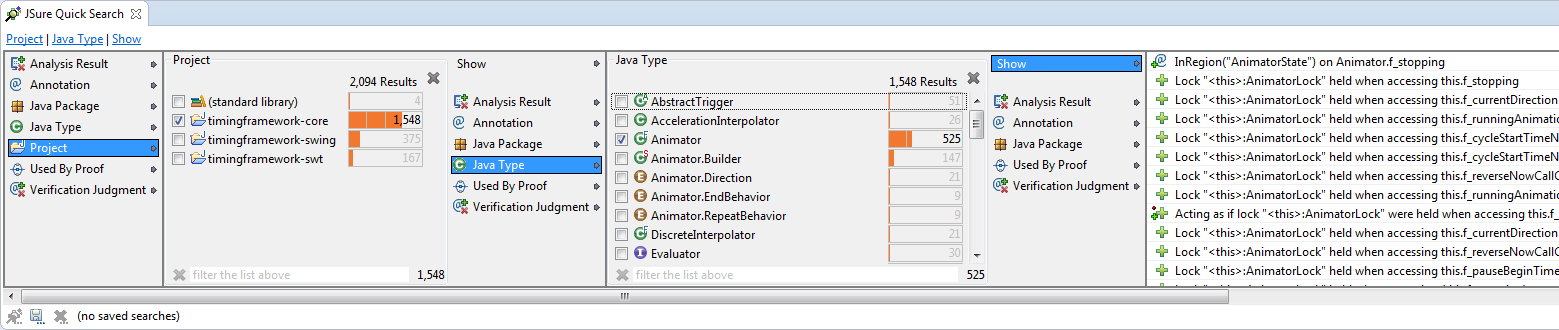 JSure Quick Search
Project | Java Type | Show
Analysis Result
Annotation
Java Package
Java Type
Project
Used By Proof
Verification Judgment
Project
2,094 Results
(standard library) 4
timingframework-core 1,548
timingframework-swing 375
timingframework-swt 167
filter the list above 1,548
Show
Analysis Result
Annotation
Java Package
Java Type
Used By Proof
Verification Judgment
Java Type
1,548 Results
AbstractTrigger 51
AccelerationInterpolator 26
Animator 525
Animator.Builder 147
Animator.Direction 21
Animator.EndBehavior 9
Animator.RepeatBehavior 9
DiscreteInterpolator 21
Evaluator 30
filter the list above 525
Show
Analysis Result
Annotation
Java Package
Used By Proof
Verification Judgment
InRegion("AnimatorState") on Animator.f_stopping
Lock "<this>:AnimatorLock" held when accessing this.f_stopping
Lock "<this>:AnimatorLock" held when accessing this.f_currentDirection
Lock "<this>:AnimatorLock" held when accessing this.f_runningAnimatio
Lock "<this>:AnimatorLock" held when accessing this.f_cycleStartTimeN
Lock "<this>:AnimatorLock" held when accessing this.f_cycleStartTimeN
Lock "<this>:AnimatorLock" held when accessing this.f_reverseNowCallC
Lock "<this>:AnimatorLock" held when accessing this.f_runningAnimatio
Acting as if lock "<this>:AnimatorLock" were held when accessing this.f_
Lock "<this>:AnimatorLock" held when accessing this.f_currentDirection
Lock "<this>:AnimatorLock" held when accessing this.f_reverseNowCallC
Lock "<this>:AnimatorLock" held when accessing this.f_pauseBeginTime
(no saved searches)